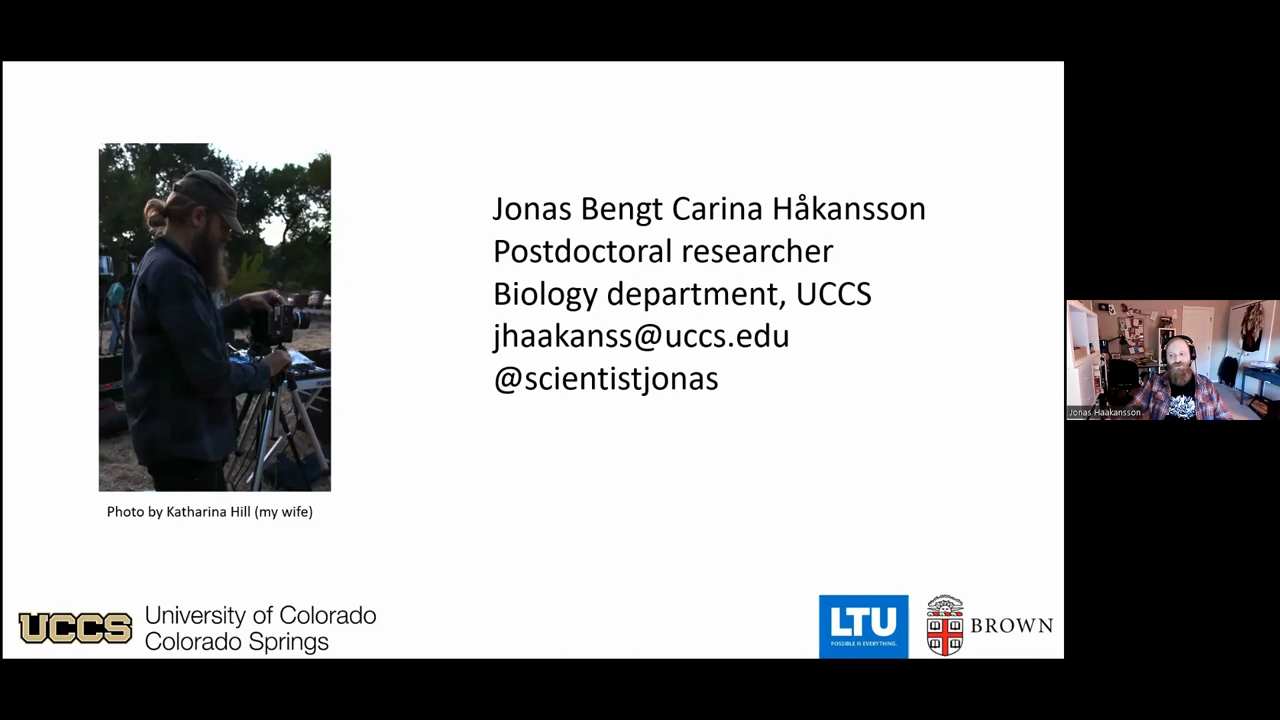 Jonas Bengt Carina Håkansson
Postdoctoral researcher
Biology department, UCCS
jhaakanss@uccs.edu
@scientistjonas
Photo by Katharina Hill (my wife)
UCCS
University of Colorado
Colorado Springs
LTU
POSSIBLE IS EVERYTHING.
BROWN
Jonas Haakansson